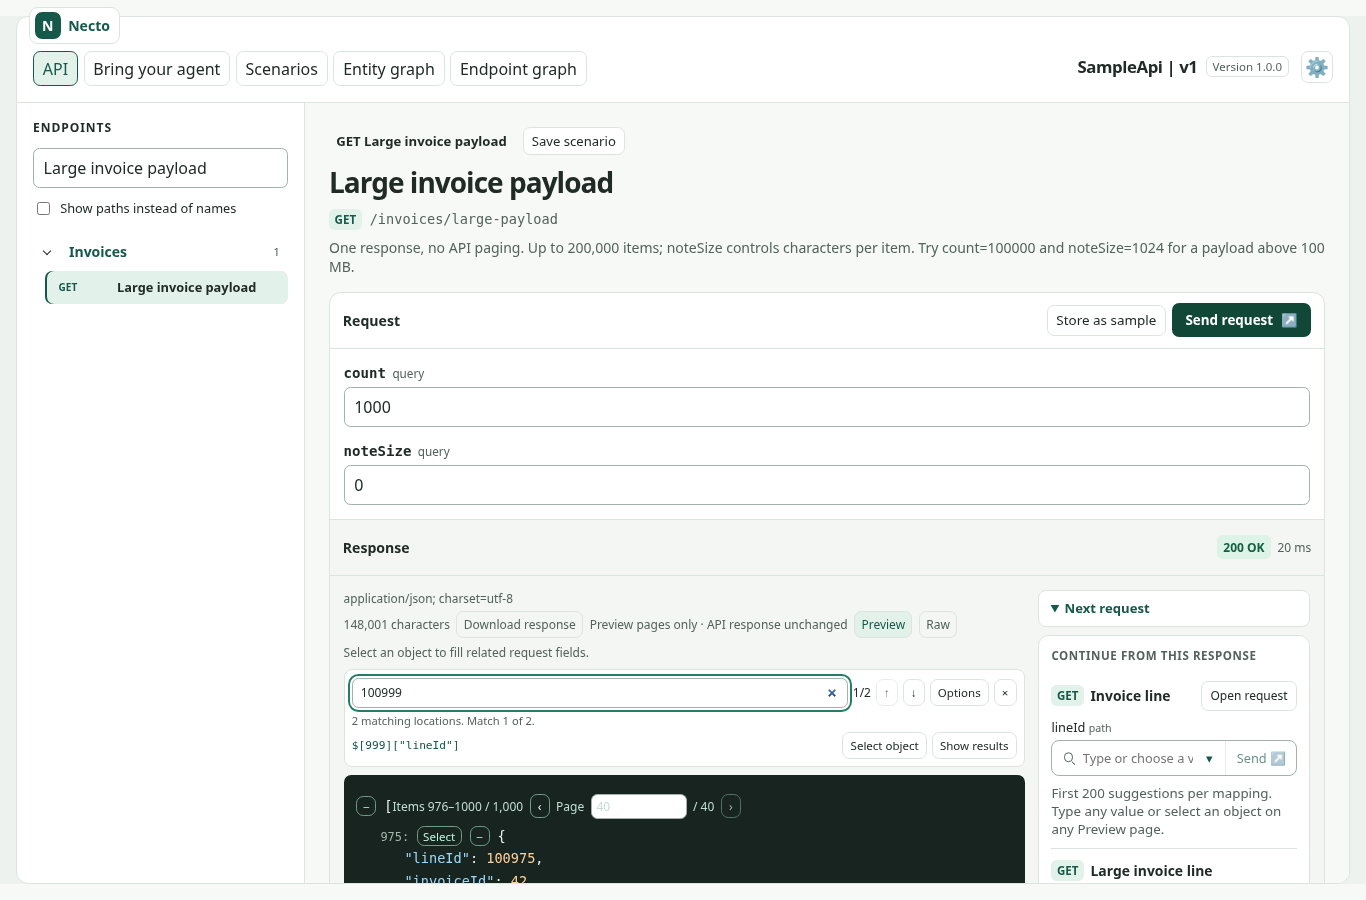 N Necto
API Bring your agent Scenarios Entity graph Endpoint graph
SampleApi | v1 Version 1.0.0
ENDPOINTS
Large invoice payload
Show paths instead of names
Invoices 1
GET Large invoice payload
GET Large invoice payload Save scenario
Large invoice payload
GET /invoices/large-payload
One response, no API paging. Up to 200,000 items; noteSize controls characters per item. Try count=100000 and noteSize=1024 for a payload above 100
MB.
Request Store as sample Send request ↗
count query
1000
noteSize query
0
Response 200 OK 20 ms
application/json; charset=utf-8
148,001 characters Download response Preview pages only · API response unchanged Preview Raw
Select an object to fill related request fields.
100999 × 1/2 ↑ ↓ Options ×
2 matching locations. Match 1 of 2.
$[999]["lineId"] Select object Show results
− [ Items 976–1000 / 1,000 ‹ Page 40 / 40 ›
975: Select − {
"lineId": 100975,
"invoiceId": 42
▼ Next request
CONTINUE FROM THIS RESPONSE
GET Invoice line Open request
lineId path
Type or choose a v ▼ Send ↗
First 200 suggestions per mapping.
Type any value or select an object on
any Preview page.
GET Large invoice line